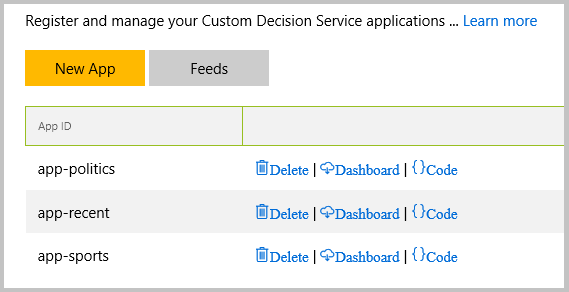 Register and manage your Custom Decision Service applications ... Learn more
New App Feeds
App ID
app-politics Delete | Dashboard | {}Code
app-recent Delete | Dashboard | {}Code
app-sports Delete | Dashboard | {}Code